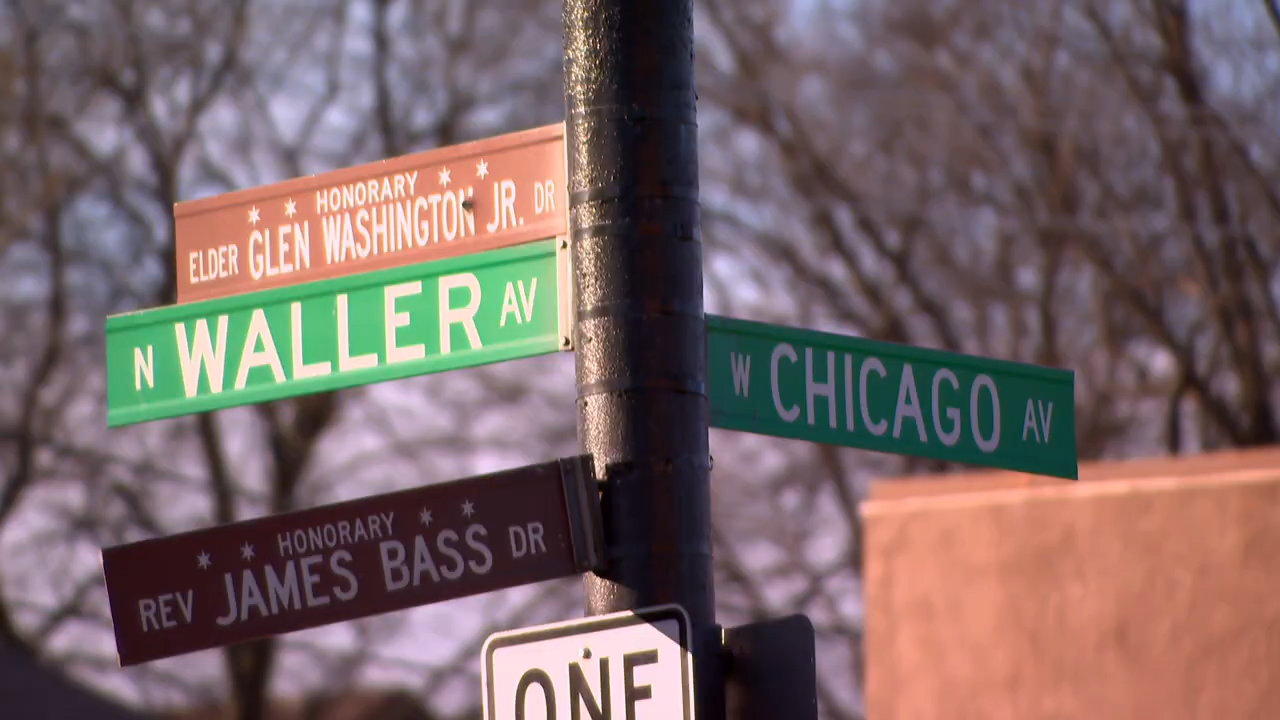 HONORARY
ELDER GLEN WASHINGTON JR. DR
N WALLER AV
W CHICAGO AV
HONORARY
REV JAMES BASS DR
ONE